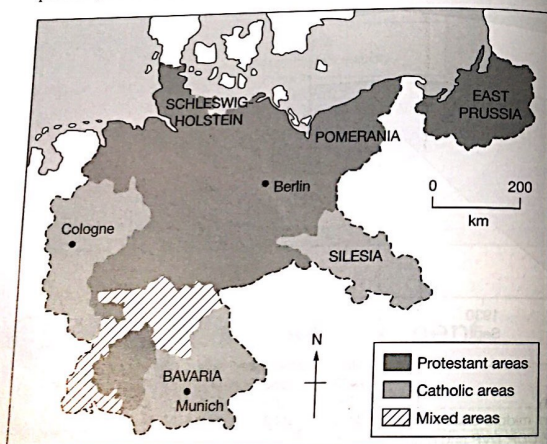 SCHLESWIG-
HOLSTEIN
EAST
PRUSSIA
POMERANIA
Berlin
0 200
km
Cologne
SILESIA
N
BAVARIA
Munich
Protestant areas
Catholic areas
Mixed areas